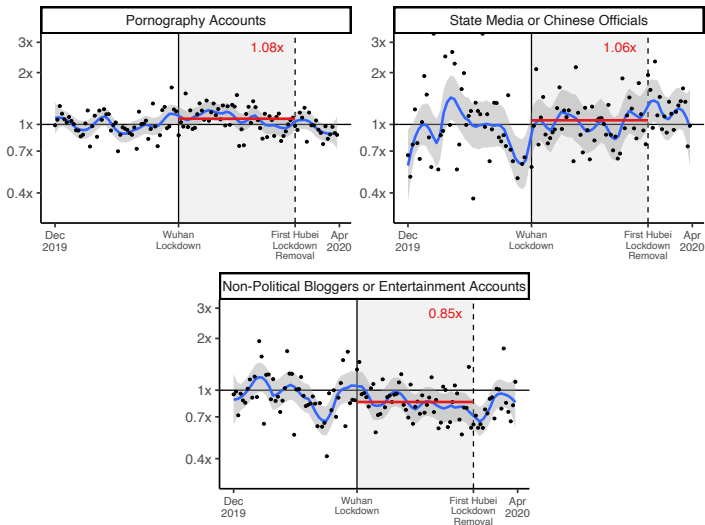 Pornography Accounts
1.08x
3x
2x
1x
0.7x
0.4x
Dec
2019
Wuhan
Lockdown
First Hubei
Lockdown
Removal
Apr
2020
State Media or Chinese Officials
1.06x
3x
2x
1x
0.7x
0.4x
Dec
2019
Wuhan
Lockdown
First Hubei
Lockdown
Removal
Apr
2020
Non-Political Bloggers or Entertainment Accounts
0.85x
3x
2x
1x
0.7x
0.4x
Dec
2019
Wuhan
Lockdown
First Hubei
Lockdown
Removal
Apr
2020